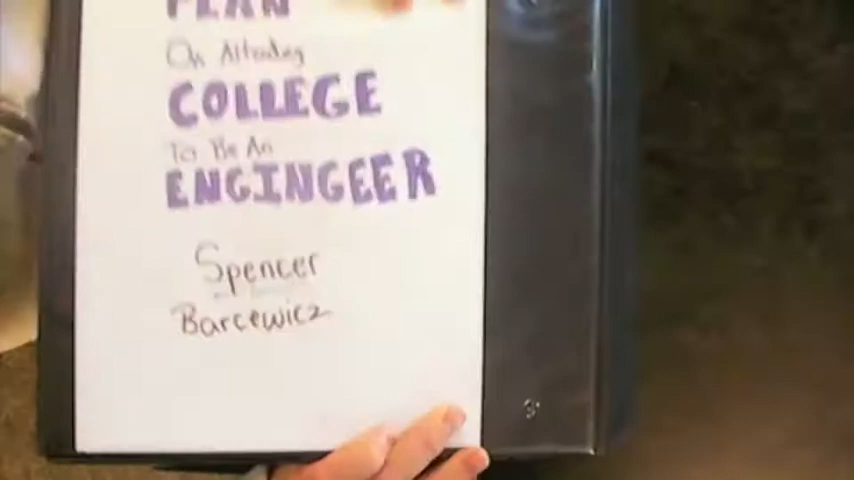 PLAN
On Attending
COLLEGE
To Be An
ENGINGEER
Spencer
Barcewicz